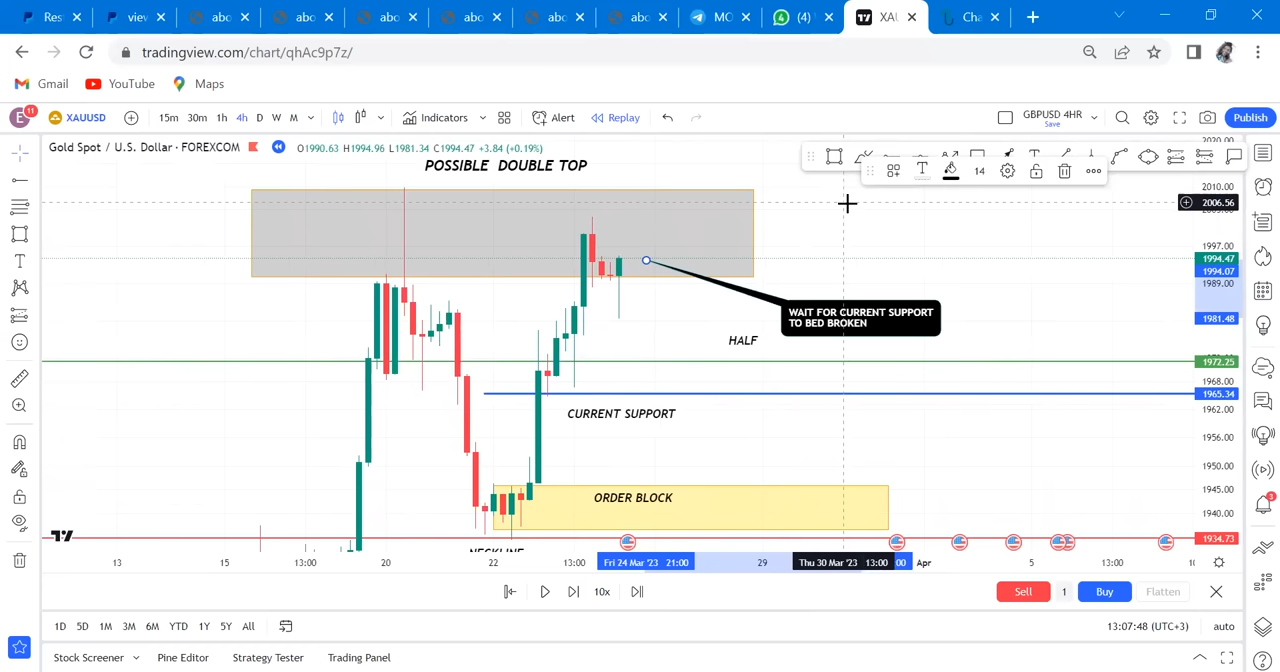 Res
view
abo
abo
abo
abo
abo
abo
MO
(4)
XAU
Cha
tradingview.com/chart/qhAc9p7z/
Gmail
YouTube
Maps
E
11
XAUUSD
15m
30m
1h
4h
D
W
M
Indicators
Alert
Replay
GBPUSD 4HR
Save
Publish
Gold Spot / U.S. Dollar · FOREXCOM
O1990.63 H1994.96 L1981.34 C1994.47 +3.84 (+0.19%)
POSSIBLE DOUBLE TOP
T
T
14
2010.00
2006.56
1997.00
1994.47
1994.07
1989.00
1981.48
1972.25
1968.00
1965.34
1962.00
1956.00
1950.00
1945.00
1940.00
1934.73
WAIT FOR CURRENT SUPPORT
TO BED BROKEN
HALF
CURRENT SUPPORT
ORDER BLOCK
NECKLINE
3
13
15
13:00
20
22
13:00
Fri 24 Mar '23 21:00
29
Thu 30 Mar '23 13:00
00
Apr
5
13:00
10x
Sell
1
Buy
Flatten
1D
5D
1M
3M
6M
YTD
1Y
5Y
All
13:07:48 (UTC+3)
auto
Stock Screener
Pine Editor
Strategy Tester
Trading Panel